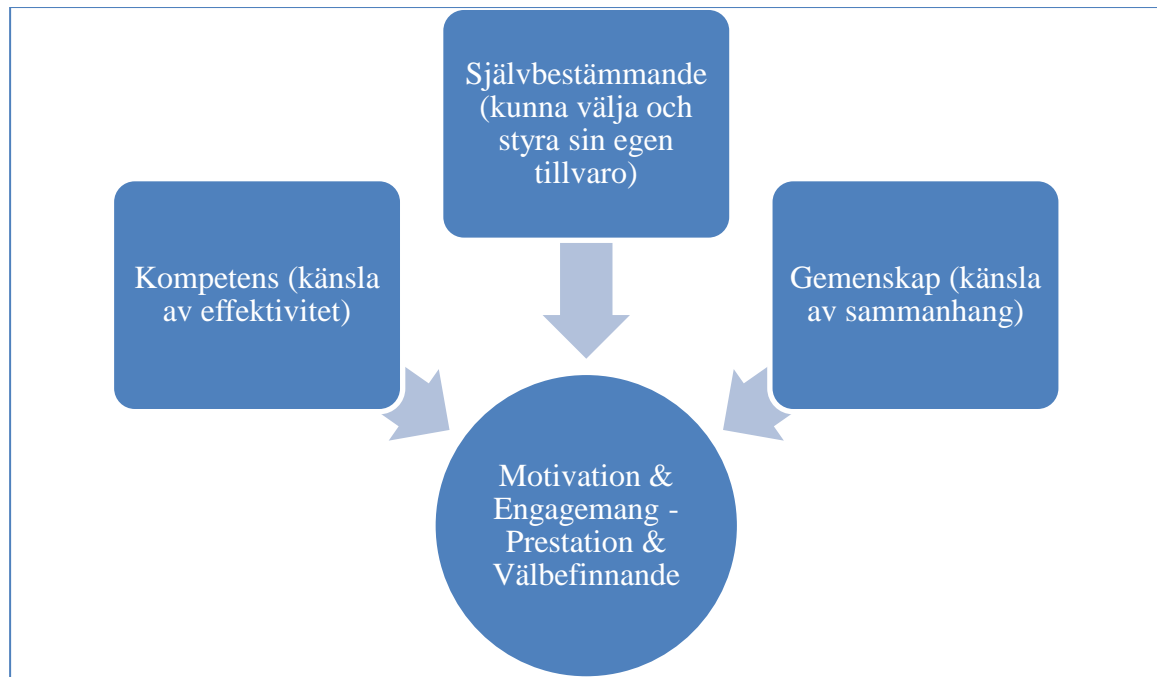 Självbestämmande
(kunna välja och
styra sin egen
tillvaro)
Kompetens (känsla
av effektivitet)
Gemenskap (känsla
av sammanhang)
Motivation &
Engagemang -
Prestation &
Välbefinnande